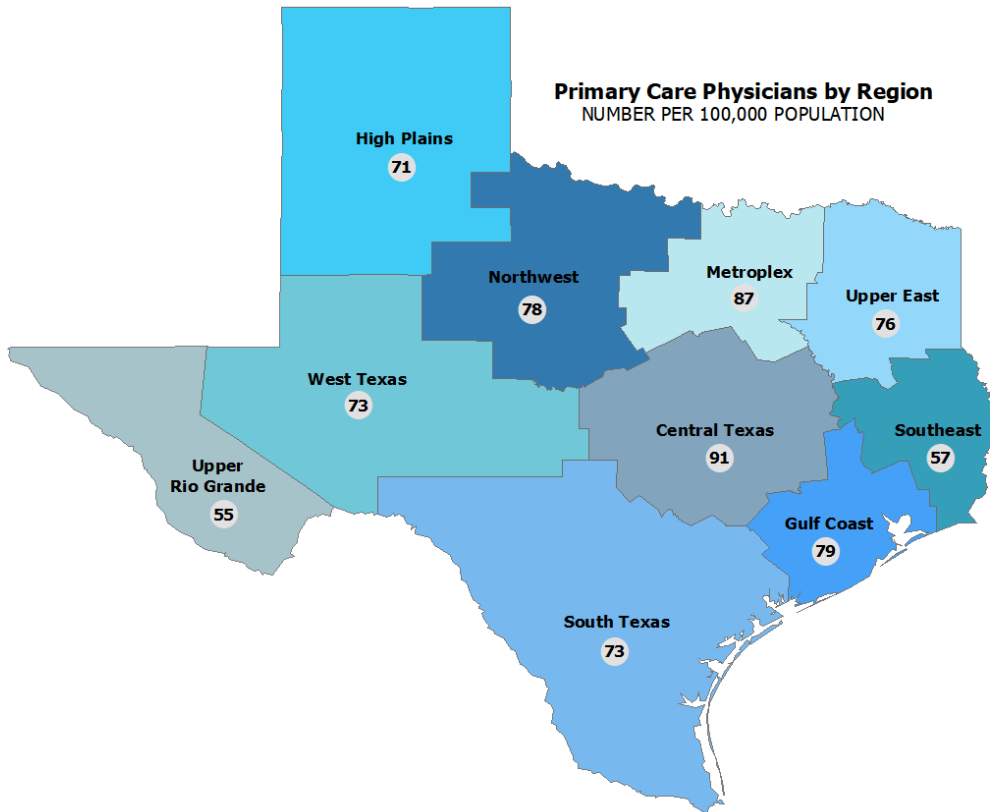 Primary Care Physicians by Region
NUMBER PER 100,000 POPULATION
High Plains
71
Northwest
78
Metroplex
87
Upper East
76
West Texas
73
Central Texas
91
Southeast
57
Upper
Rio Grande
55
Gulf Coast
79
South Texas
73